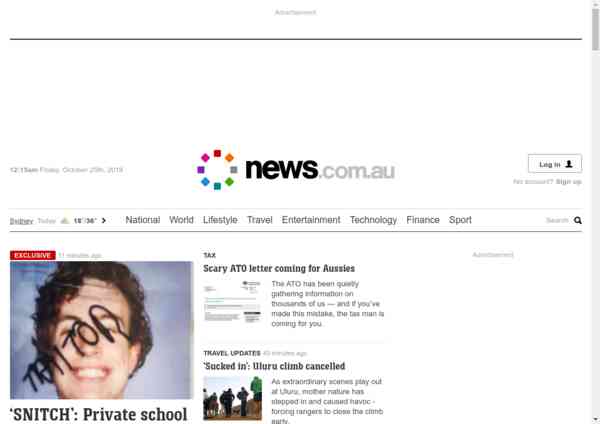 Advertisement
12:15am Friday, October 25th, 2019
news.com.au
Log in
No account? Sign up
Sydney Today 18°/36°
National World Lifestyle Travel Entertainment Technology Finance Sport
Search
EXCLUSIVE 11 minutes ago
TRAITOR
'SNITCH': Private school
TAX
Scary ATO letter coming for Aussies
The ATO has been quietly
gathering information on
thousands of us — and if you've
made this mistake, the tax man is
coming for you.
TRAVEL UPDATES 43 minutes ago
'Sucked in': Uluru climb cancelled
As extraordinary scenes play out
at Uluru, mother nature has
stepped in and caused havoc -
forcing rangers to close the climb
early.
Advertisement